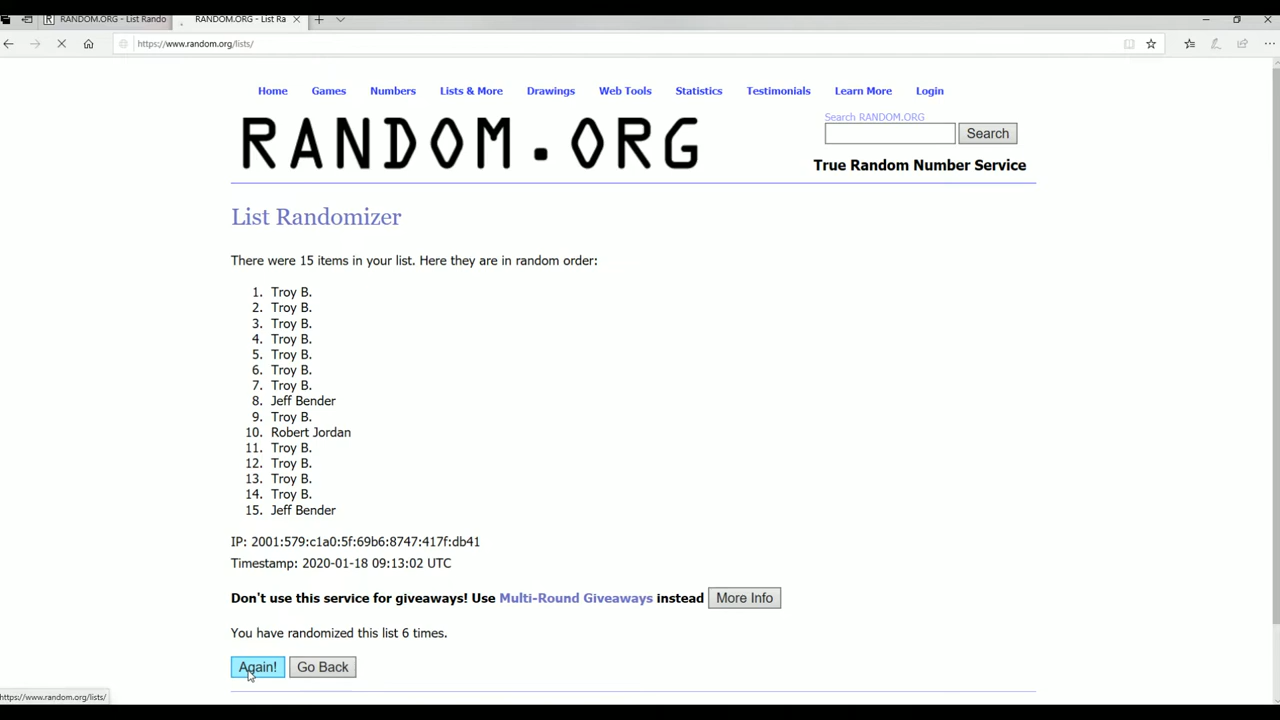 RANDOM.ORG - List Rando
RANDOM.ORG - List Ra
https://www.random.org/lists/
Home Games Numbers Lists & More Drawings Web Tools Statistics Testimonials Learn More Login
Search RANDOM.ORG
RANDOM.ORG
Search
True Random Number Service
List Randomizer
There were 15 items in your list. Here they are in random order:
1. Troy B.
2. Troy B.
3. Troy B.
4. Troy B.
5. Troy B.
6. Troy B.
7. Troy B.
8. Jeff Bender
9. Troy B.
10. Robert Jordan
11. Troy B.
12. Troy B.
13. Troy B.
14. Troy B.
15. Jeff Bender
IP: 2001:579:c1a0:5f:69b6:8747:417f:db41
Timestamp: 2020-01-18 09:13:02 UTC
Don't use this service for giveaways! Use Multi-Round Giveaways instead More Info
You have randomized this list 6 times.
Again! Go Back
https://www.random.org/lists/